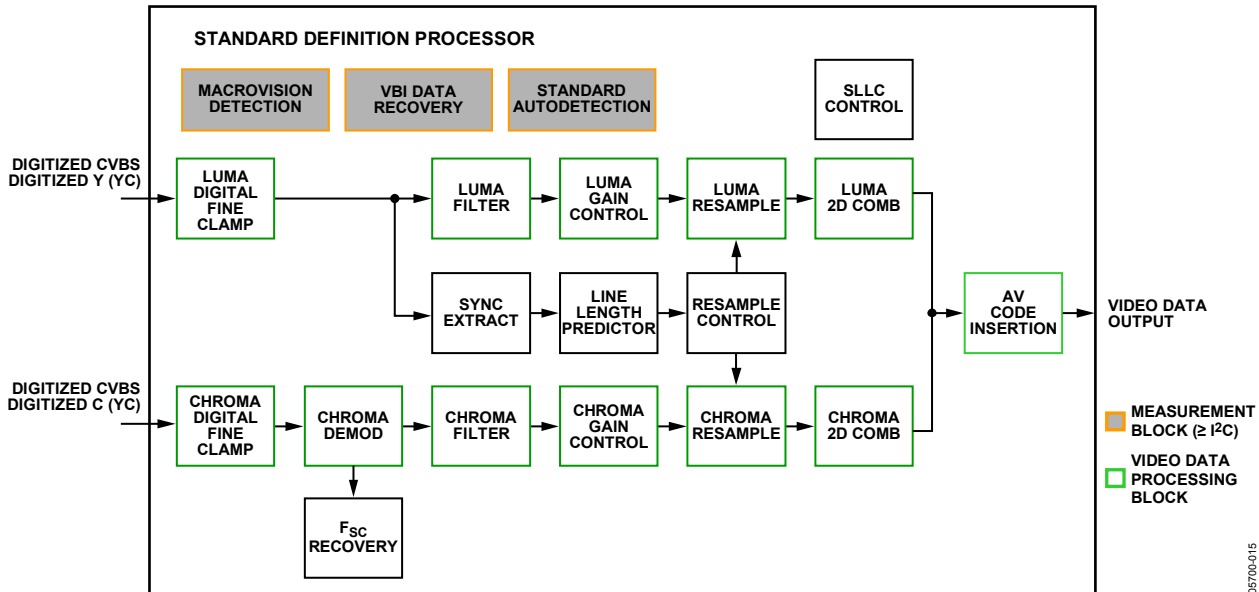 STANDARD DEFINITION PROCESSOR
MACROVISION
DETECTION
VBI DATA
RECOVERY
STANDARD
AUTODETECTION
SLLC
CONTROL
DIGITIZED CVBS
DIGITIZED Y (YC)
LUMA
DIGITAL
FINE
CLAMP
LUMA
FILTER
LUMA
GAIN
CONTROL
LUMA
RESAMPLE
LUMA
2D COMB
SYNC
EXTRACT
LINE
LENGTH
PREDICTOR
RESAMPLE
CONTROL
AV
CODE
INSERTION
VIDEO DATA
OUTPUT
DIGITIZED CVBS
DIGITIZED C (YC)
CHROMA
DIGITAL
FINE
CLAMP
CHROMA
DEMOD
CHROMA
FILTER
CHROMA
GAIN
CONTROL
CHROMA
RESAMPLE
CHROMA
2D COMB
FSC
RECOVERY
MEASUREMENT
BLOCK (≥ I²C)
VIDEO DATA
PROCESSING
BLOCK
05700-015